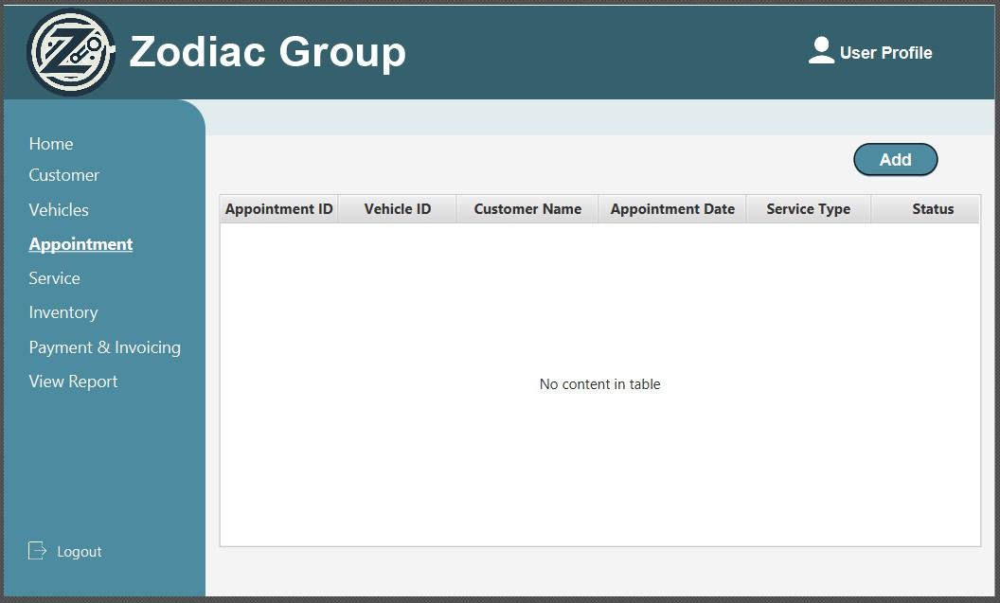 Zodiac Group
User Profile
Home
Customer
Vehicles
Appointment
Service
Inventory
Payment & Invoicing
View Report
Logout
Add
Appointment ID Vehicle ID Customer Name Appointment Date Service Type Status
No content in table